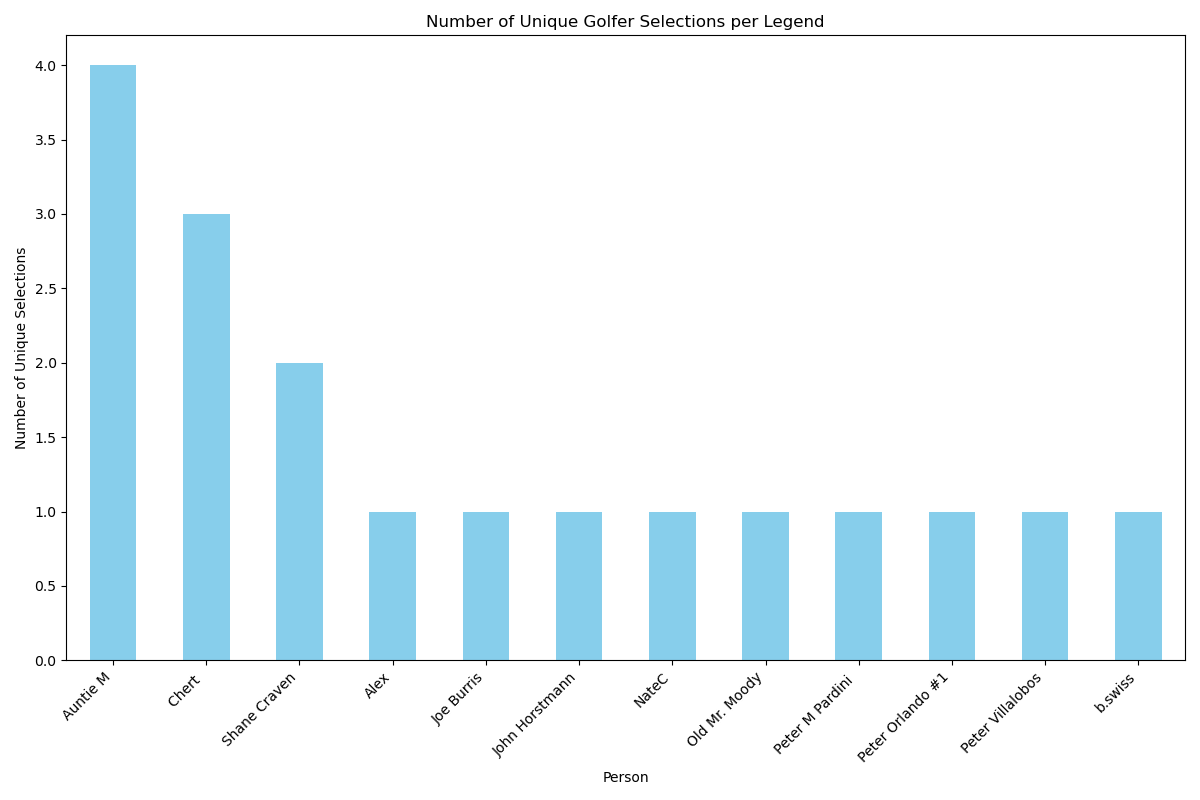 Number of Unique Golfer Selections per Legend
Number of Unique Selections
4.0
3.5
3.0
2.5
2.0
1.5
1.0
0.5
0.0
Auntie M
Chert
Shane Craven
Alex
Joe Burris
John Horstmann
NateC
Old Mr. Moody
Peter M Pardini
Peter Orlando #1
Peter Villalobos
b.swiss
Person